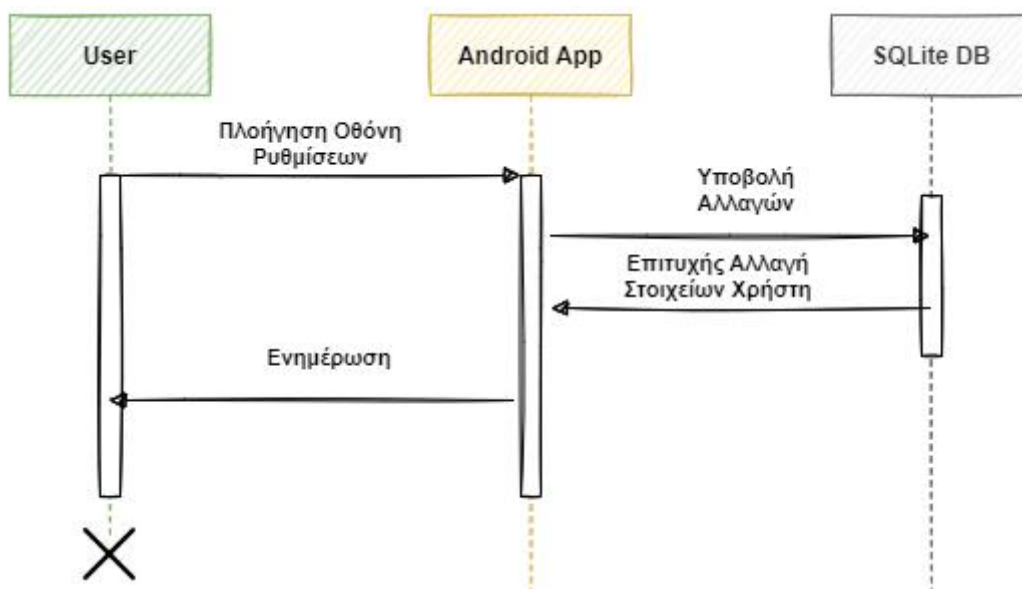 User
Android App
SQLite DB
Πλοήγηση Οθόνη
Ρυθμίσεων
Υποβολή
Αλλαγών
Επιτυχής Αλλαγή
Στοιχείων Χρήστη
Ενημέρωση